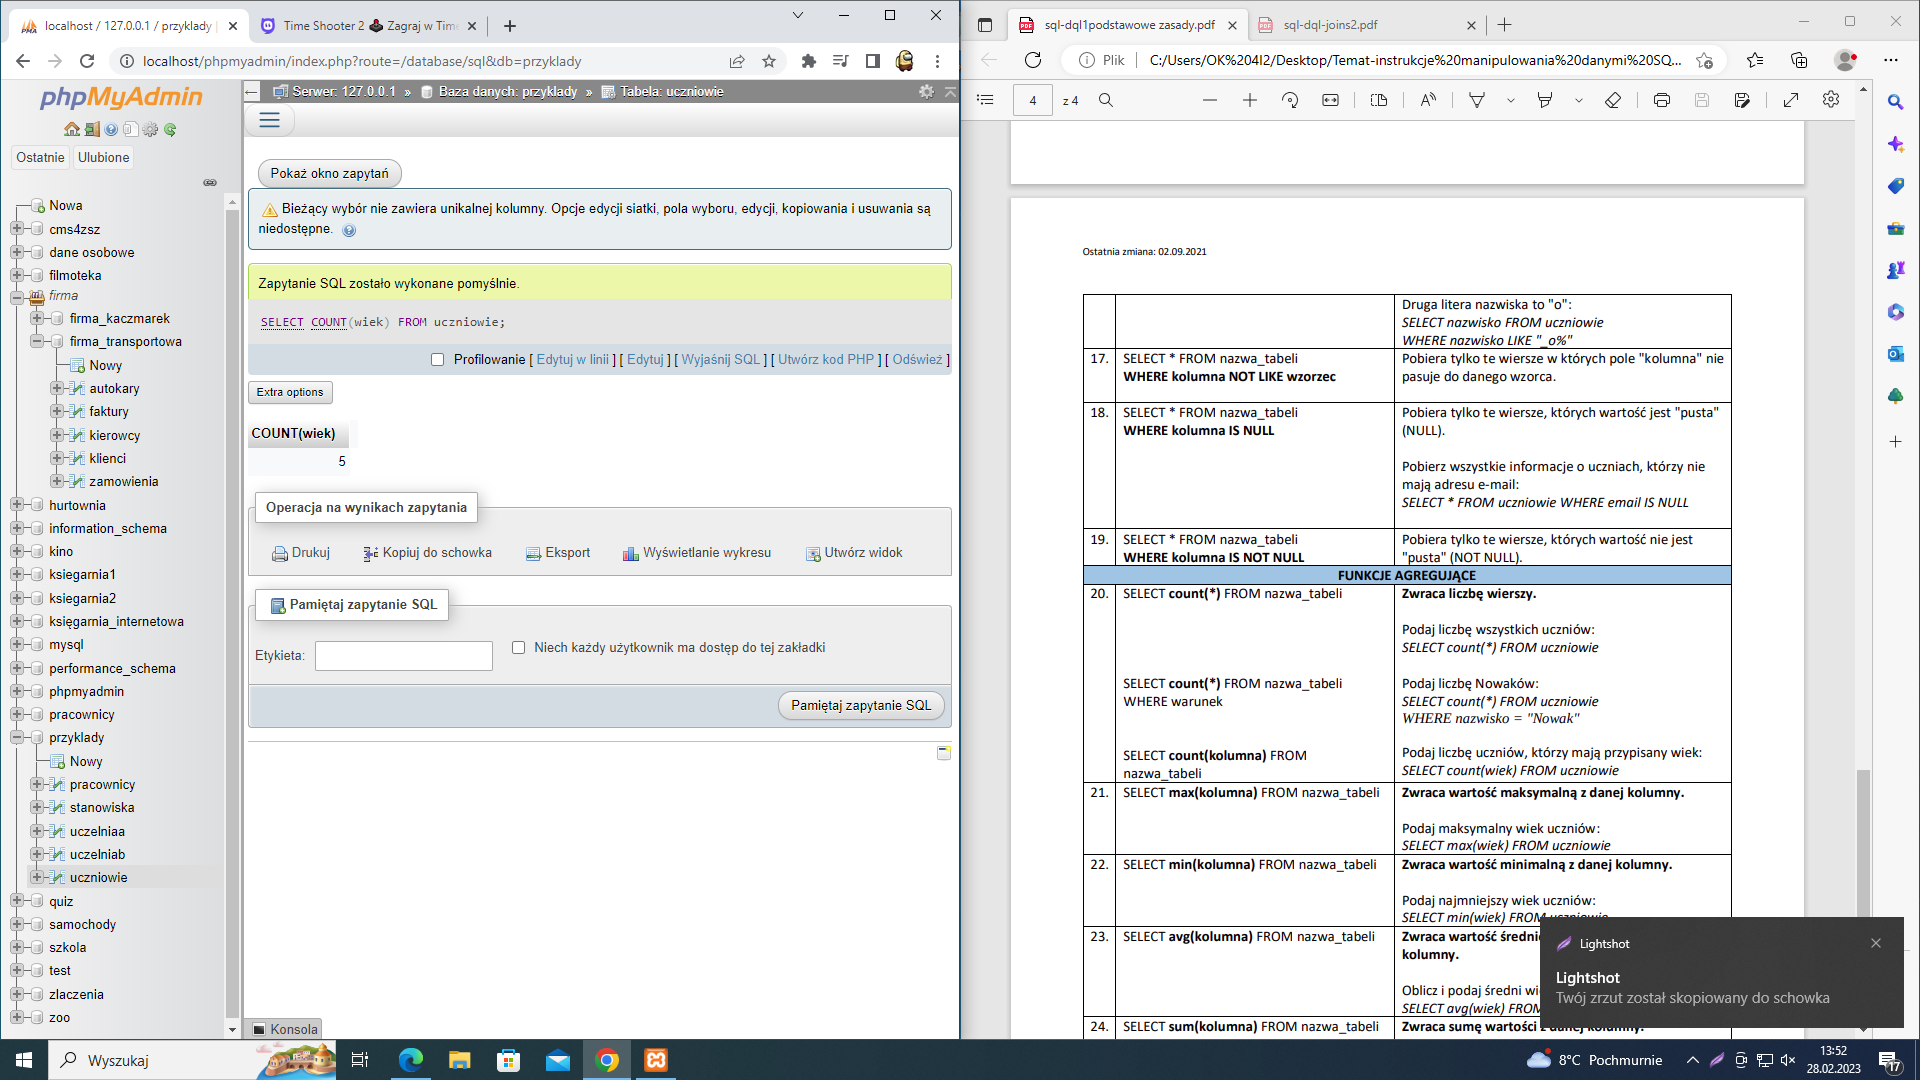 localhost / 127.0.0.1 / przyklady |
Time Shooter 2 Zagraj w Time
localhost/phpmyadmin/index.php?route=/database/sql&db=przyklady
phpMyAdmin
Ostatnie Ulubione
Nowa
cms4zsz
dane osobowe
filmoteka
firma
firma_kaczmarek
firma_transportowa
Nowy
autokary
faktury
kierowcy
klienci
zamowienia
hurtownia
information_schema
kino
ksiegarnia1
ksiegarnia2
księgarnia_internetowa
mysql
performance_schema
phpmyadmin
pracownicy
przyklady
Nowy
pracownicy
stanowiska
uczelniaa
uczelniab
uczniowie
quiz
samochody
szkola
test
zlaczenia
zoo
Serwer: 127.0.0.1 » Baza danych: przyklady » Tabela: uczniowie
Pokaż okno zapytań
Bieżący wybór nie zawiera unikalnej kolumny. Opcje edycji siatki, pola wyboru, edycji, kopiowania i usuwania są
niedostępne.
Zapytanie SQL zostało wykonane pomyślnie.
SELECT COUNT(wiek) FROM uczniowie;
Profilowanie [ Edytuj w linii ] [ Edytuj ] [ Wyjaśnij SQL ] [ Utwórz kod PHP ] [ Odśwież ]
Extra options
COUNT(wiek)
5
Operacja na wynikach zapytania
Drukuj Kopiuj do schowka Eksport Wyświetlanie wykresu Utwórz widok
Pamiętaj zapytanie SQL
Etykieta: Niech każdy użytkownik ma dostęp do tej zakładki
Pamiętaj zapytanie SQL
Konsola
sql-dql1podstawowe zasady.pdf
sql-dql-joins2.pdf
Plik C:/Users/OK%204I2/Desktop/Temat-instrukcje%20manipulowania%20danymi%20SQ...
4 z 4
Ostatnia zmiana: 02.09.2021
Druga litera nazwiska to "o":
SELECT nazwisko FROM uczniowie
WHERE nazwisko LIKE "_o%"
17. SELECT * FROM nazwa_tabeli
WHERE kolumna NOT LIKE wzorzec
Pobiera tylko te wiersze w których pole "kolumna" nie
pasuje do danego wzorca.
18. SELECT * FROM nazwa_tabeli
WHERE kolumna IS NULL
Pobiera tylko te wiersze, których wartość jest "pusta"
(NULL).
Pobierz wszystkie informacje o uczniach, którzy nie
mają adresu e-mail:
SELECT * FROM uczniowie WHERE email IS NULL
19. SELECT * FROM nazwa_tabeli
WHERE kolumna IS NOT NULL
Pobiera tylko te wiersze, których wartość nie jest
"pusta" (NOT NULL).
FUNKCJE AGREGUJĄCE
20. SELECT count(*) FROM nazwa_tabeli
Zwraca liczbę wierszy.
Podaj liczbę wszystkich uczniów:
SELECT count(*) FROM uczniowie
SELECT count(*) FROM nazwa_tabeli
WHERE warunek
Podaj liczbę Nowaków:
SELECT count(*) FROM uczniowie
WHERE nazwisko = "Nowak"
SELECT count(kolumna) FROM
nazwa_tabeli
Podaj liczbę uczniów, którzy mają przypisany wiek:
SELECT count(wiek) FROM uczniowie
21. SELECT max(kolumna) FROM nazwa_tabeli
Zwraca wartość maksymalną z danej kolumny.
Podaj maksymalny wiek uczniów:
SELECT max(wiek) FROM uczniowie
22. SELECT min(kolumna) FROM nazwa_tabeli
Zwraca wartość minimalną z danej kolumny.
Podaj najmniejszy wiek uczniów:
SELECT min(wiek) FROM uczniowie
23. SELECT avg(kolumna) FROM nazwa_tabeli
Zwraca wartość średni
kolumny.
Oblicz i podaj średni wi
SELECT avg(wiek) FROM
24. SELECT sum(kolumna) FROM nazwa_tabeli
Zwraca sumę wartości z danej kolumny.
Lightshot
Lightshot
Twój zrzut został skopiowany do schowka
Wyszukaj
8°C Pochmurnie
13:52
28.02.2023
17